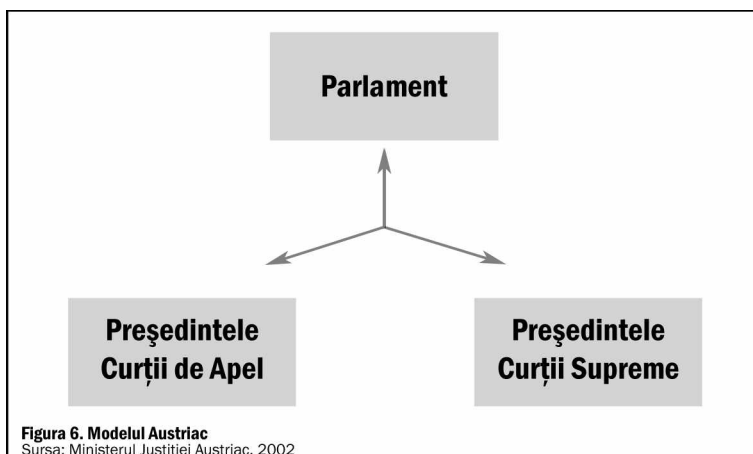 Parlament
Preşedintele
Curţii de Apel
Preşedintele
Curţii Supreme
Figura 6. Modelul Austriac
Sursa: Ministerul Justiţiei Austriac, 2002